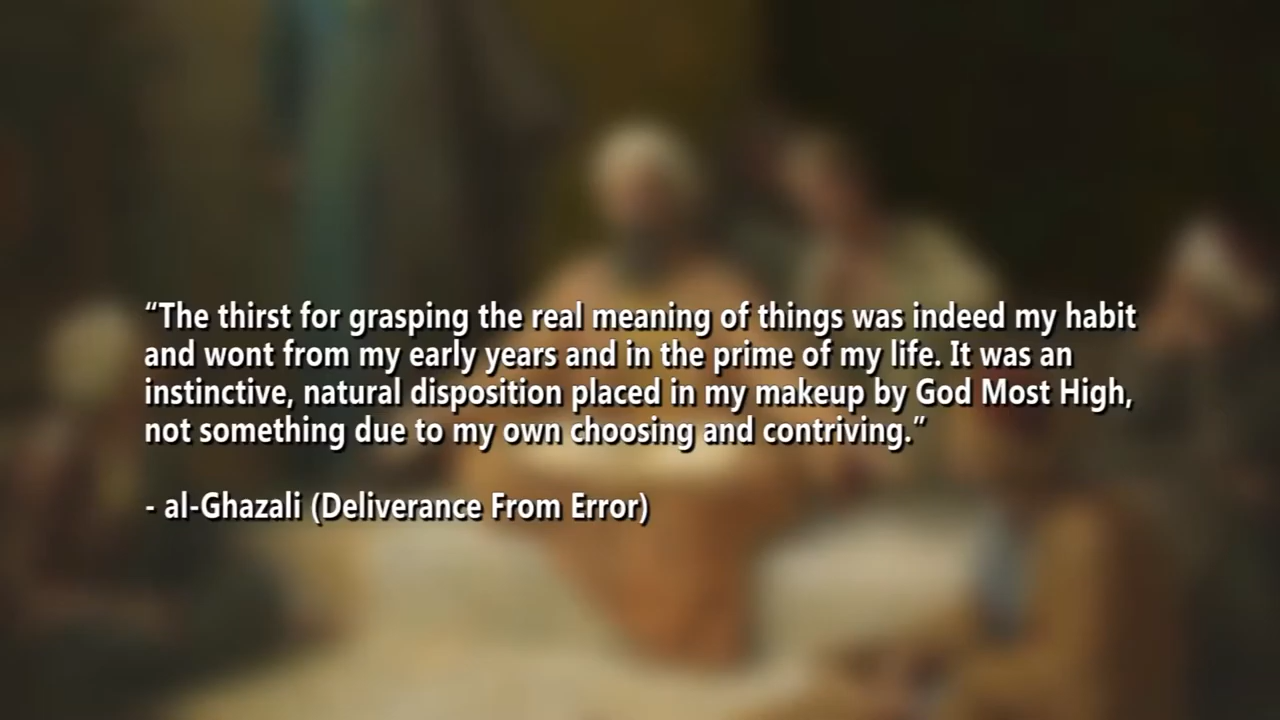 “The thirst for grasping the real meaning of things was indeed my habit
and wont from my early years and in the prime of my life. It was an
instinctive, natural disposition placed in my makeup by God Most High,
not something due to my own choosing and contriving.”
- al-Ghazali (Deliverance From Error)